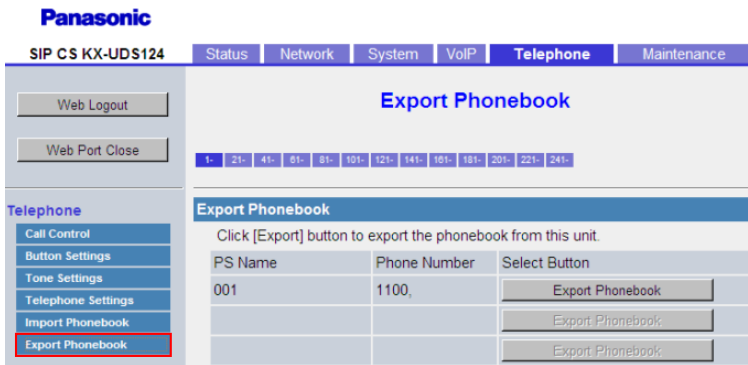 Panasonic
SIP CS KX-UDS124
Status Network System VoIP Telephone Maintenance
Web Logout
Web Port Close
Export Phonebook
1- 21- 41- 61- 81- 101- 121- 141- 161- 181- 201- 221- 241-
Telephone
Call Control
Button Settings
Tone Settings
Telephone Settings
Import Phonebook
Export Phonebook
Export Phonebook
Click [Export] button to export the phonebook from this unit.
PS Name Phone Number Select Button
001 1100, Export Phonebook
Export Phonebook
Export Phonebook